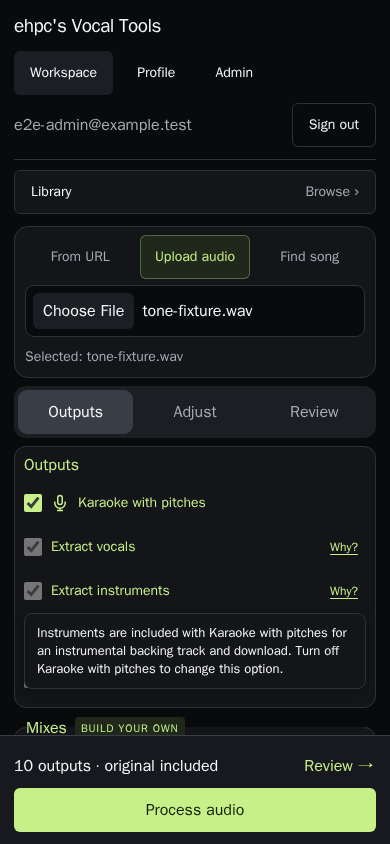 ehpc's Vocal Tools
Workspace Profile Admin
e2e-admin@example.test Sign out
Library Browse ›
From URL Upload audio Find song
Choose File tone-fixture.wav
Selected: tone-fixture.wav
Outputs Adjust Review
Outputs
Karaoke with pitches
Extract vocals Why?
Extract instruments Why?
Instruments are included with Karaoke with pitches for
an instrumental backing track and download. Turn off
Karaoke with pitches to change this option.
Mixes BUILD YOUR OWN
10 outputs · original included Review →
Process audio